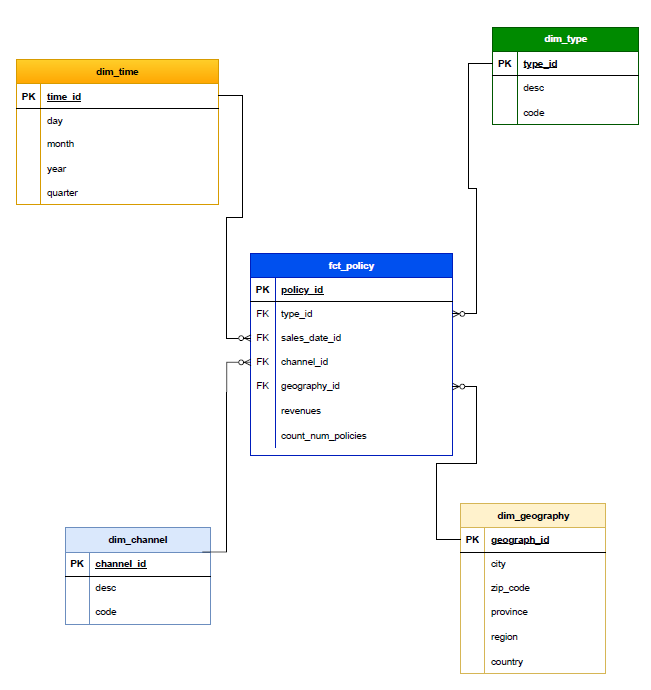 dim_type
PK type_id
desc
code
dim_time
PK time_id
day
month
year
quarter
fct_policy
PK policy_id
FK type_id
FK sales_date_id
FK channel_id
FK geography_id
revenues
count_num_policies
dim_channel
PK channel_id
desc
code
dim_geography
PK geograph_id
city
zip_code
province
region
country